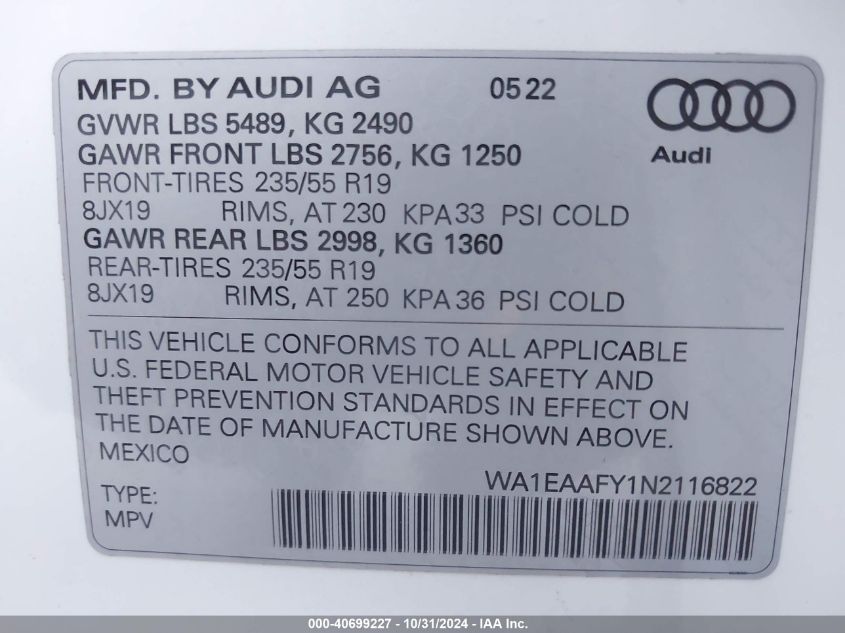 MFD. BY AUDI AG 0522
GVWR LBS 5489, KG 2490
GAWR FRONT LBS 2756, KG 1250
Audi
FRONT-TIRES 235/55 R19
8JX19 RIMS, AT 230 KPA 33 PSI COLD
GAWR REAR LBS 2998, KG 1360
REAR-TIRES 235/55 R19
8JX19 RIMS, AT 250 KPA 36 PSI COLD
THIS VEHICLE CONFORMS TO ALL APPLICABLE
U.S. FEDERAL MOTOR VEHICLE SAFETY AND
THEFT PREVENTION STANDARDS IN EFFECT ON
THE DATE OF MANUFACTURE SHOWN ABOVE.
MEXICO
WA1EAAFY1N2116822
TYPE:
MPV
000-40699227 - 10/31/2024 - IAA Inc.